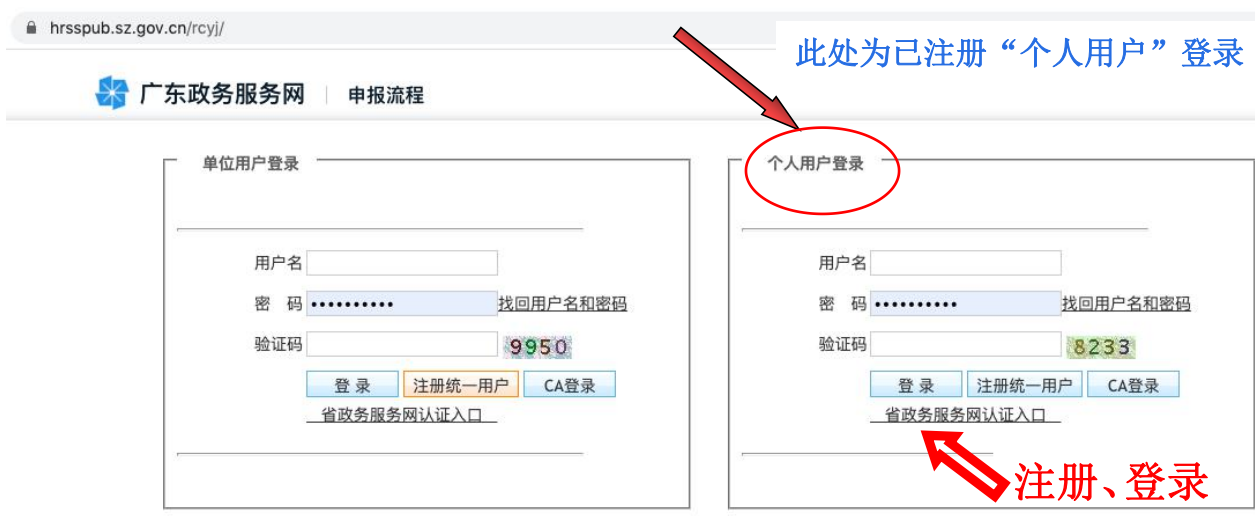 hrsspub.sz.gov.cn/rcyj/
此处为已注册“个人用户”登录
广东政务服务网 申报流程
单位用户登录
用户名
密 码 •••••••••• 找回用户名和密码
验证码 9950
登 录 注册统一用户 CA登录
省政务服务网认证入口
个人用户登录
用户名
密 码 •••••••••• 找回用户名和密码
验证码 8233
登 录 注册统一用户 CA登录
省政务服务网认证入口
注册、登录